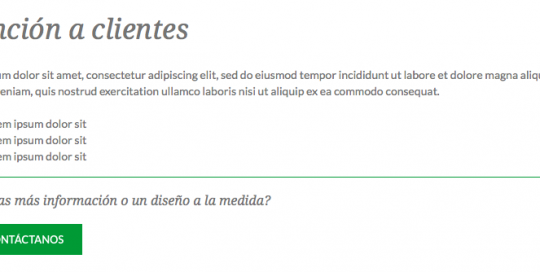 nción a clientes
um dolor sit amet, consectetur adipiscing elit, sed do eiusmod tempor incididunt ut labore et dolore magna aliqu
eniam, quis nostrud exercitation ullamco laboris nisi ut aliquip ex ea commodo consequat.
em ipsum dolor sit
em ipsum dolor sit
em ipsum dolor sit
as más información o un diseño a la medida?
ONTÁCTANOS